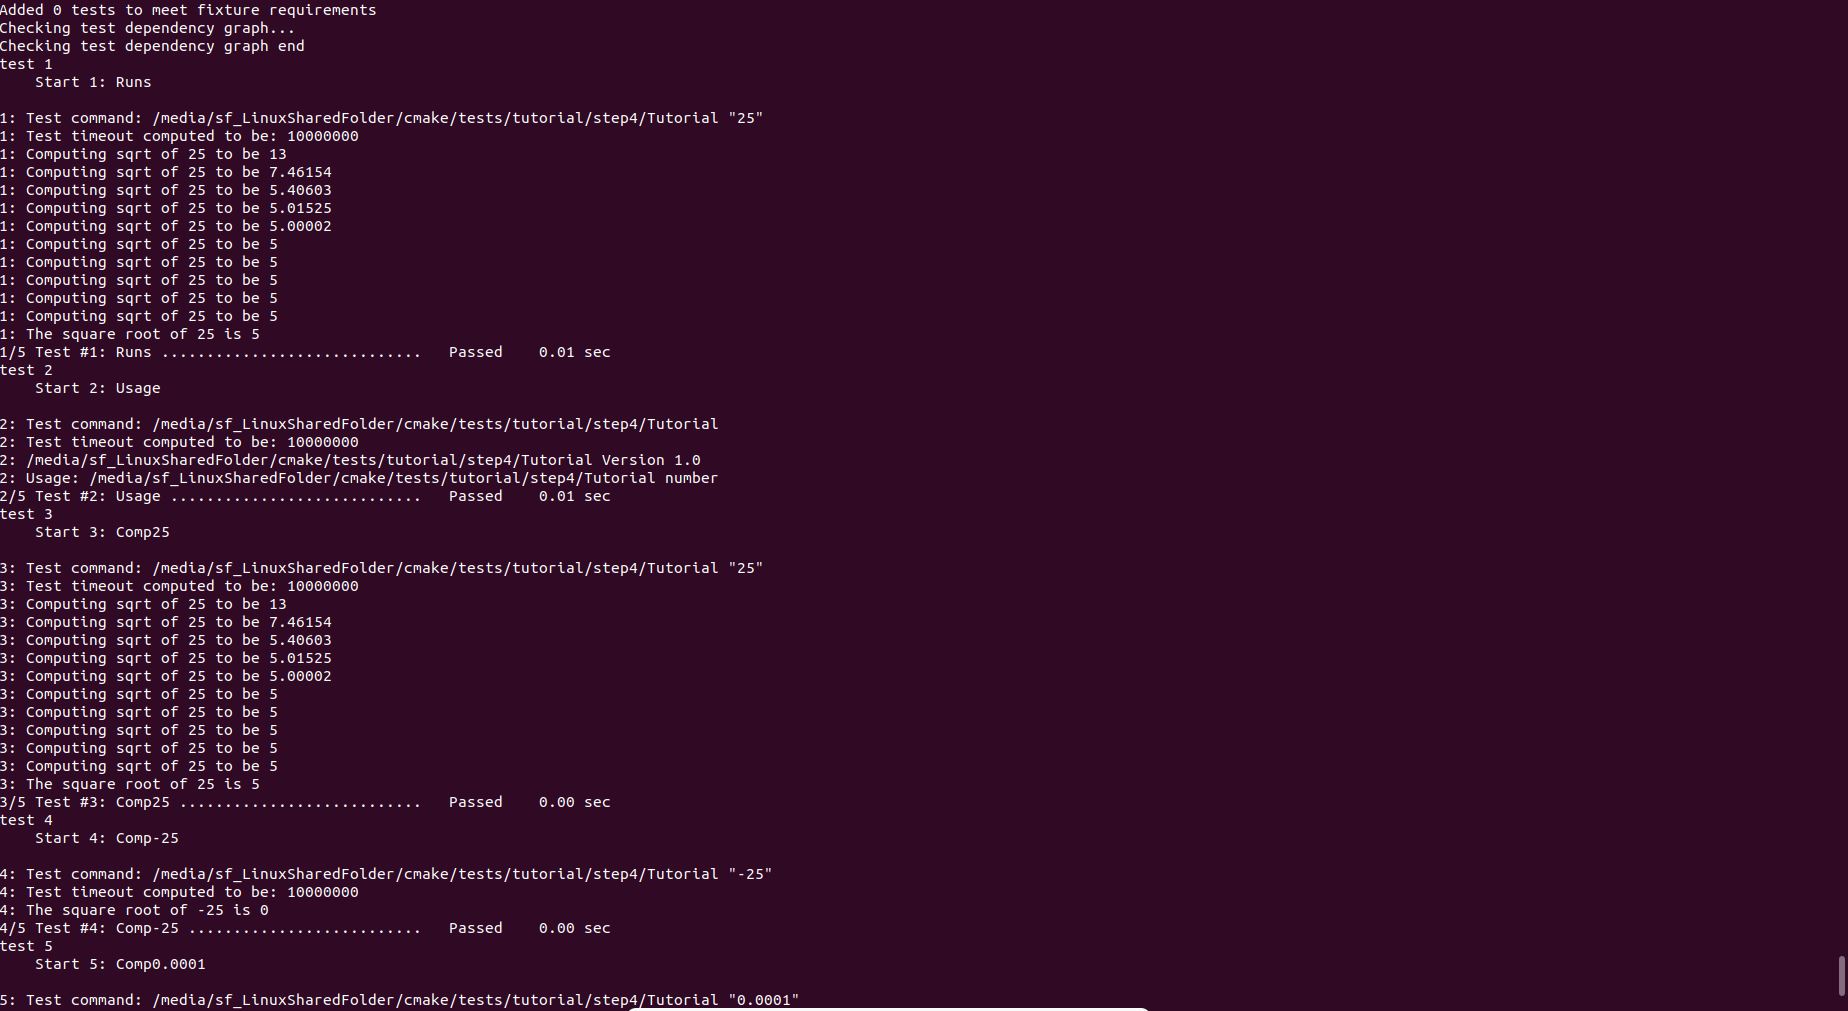 Added 0 tests to meet fixture requirements
Checking test dependency graph...
Checking test dependency graph end
test 1
    Start 1: Runs

1: Test command: /media/sf_LinuxSharedFolder/cmake/tests/tutorial/step4/Tutorial "25"
1: Test timeout computed to be: 10000000
1: Computing sqrt of 25 to be 13
1: Computing sqrt of 25 to be 7.46154
1: Computing sqrt of 25 to be 5.40603
1: Computing sqrt of 25 to be 5.01525
1: Computing sqrt of 25 to be 5.00002
1: Computing sqrt of 25 to be 5
1: Computing sqrt of 25 to be 5
1: Computing sqrt of 25 to be 5
1: Computing sqrt of 25 to be 5
1: Computing sqrt of 25 to be 5
1: The square root of 25 is 5
1/5 Test #1: Runs .............................   Passed    0.01 sec
test 2
    Start 2: Usage

2: Test command: /media/sf_LinuxSharedFolder/cmake/tests/tutorial/step4/Tutorial
2: Test timeout computed to be: 10000000
2: /media/sf_LinuxSharedFolder/cmake/tests/tutorial/step4/Tutorial Version 1.0
2: Usage: /media/sf_LinuxSharedFolder/cmake/tests/tutorial/step4/Tutorial number
2/5 Test #2: Usage ............................   Passed    0.01 sec
test 3
    Start 3: Comp25

3: Test command: /media/sf_LinuxSharedFolder/cmake/tests/tutorial/step4/Tutorial "25"
3: Test timeout computed to be: 10000000
3: Computing sqrt of 25 to be 13
3: Computing sqrt of 25 to be 7.46154
3: Computing sqrt of 25 to be 5.40603
3: Computing sqrt of 25 to be 5.01525
3: Computing sqrt of 25 to be 5.00002
3: Computing sqrt of 25 to be 5
3: Computing sqrt of 25 to be 5
3: Computing sqrt of 25 to be 5
3: Computing sqrt of 25 to be 5
3: Computing sqrt of 25 to be 5
3: The square root of 25 is 5
3/5 Test #3: Comp25 ...........................   Passed    0.00 sec
test 4
    Start 4: Comp-25

4: Test command: /media/sf_LinuxSharedFolder/cmake/tests/tutorial/step4/Tutorial "-25"
4: Test timeout computed to be: 10000000
4: The square root of -25 is 0
4/5 Test #4: Comp-25 ..........................   Passed    0.00 sec
test 5
    Start 5: Comp0.0001

5: Test command: /media/sf_LinuxSharedFolder/cmake/tests/tutorial/step4/Tutorial "0.0001"